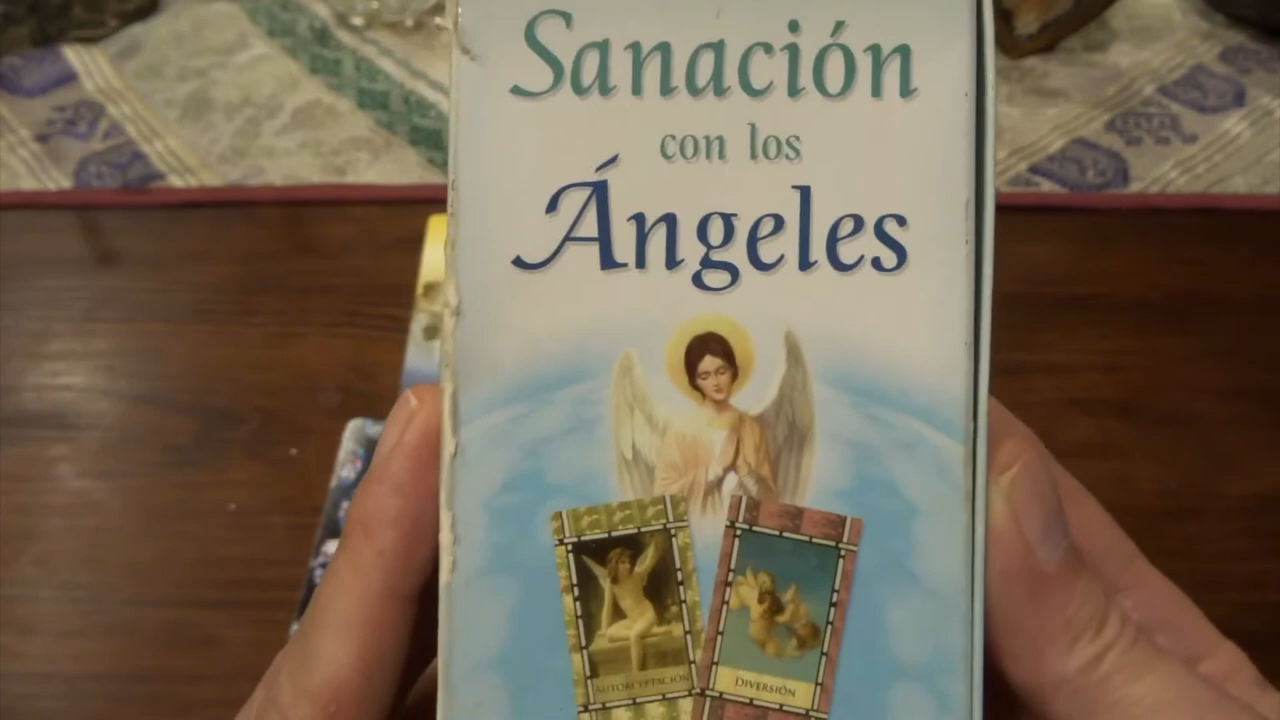 Sanación
con los
Ángeles
AUTOACEPTACIÓN
DIVERSIÓN